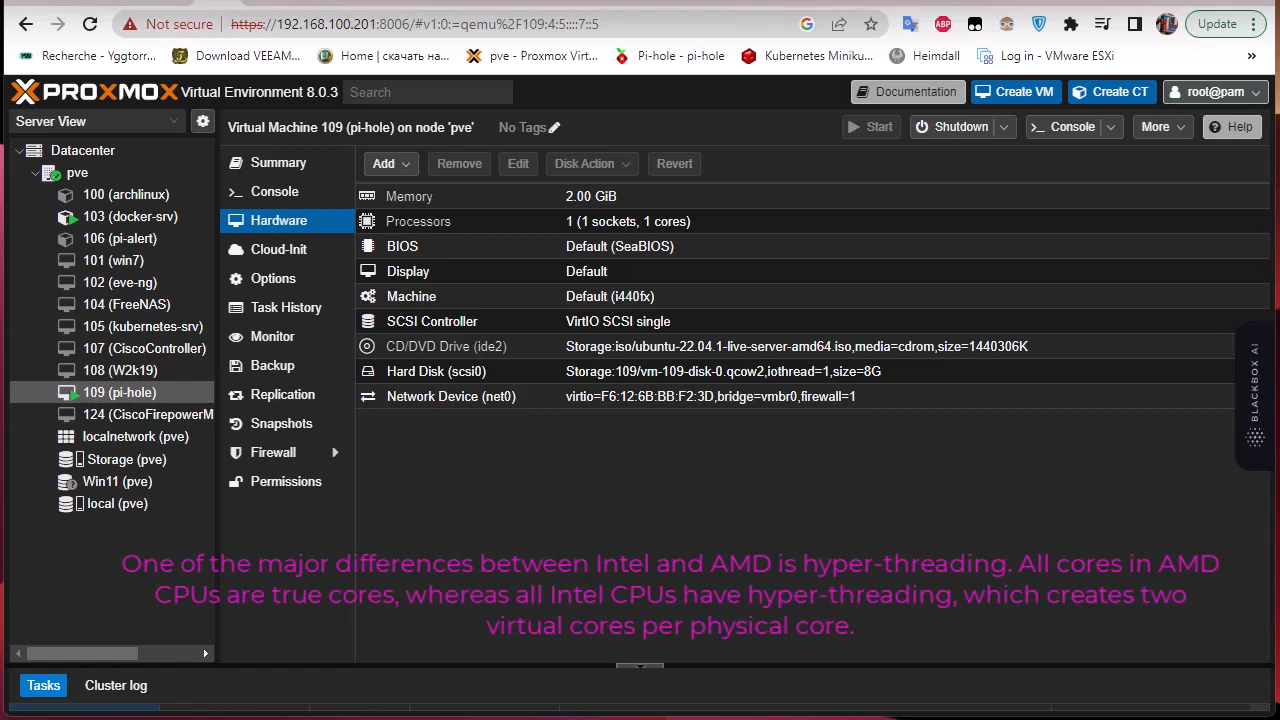 Not secure https://192.168.100.201:8006/#v1:0:=qemu%2F109:4:5::::7::5 Update
Recherche - Yggtorr... Download VEEAM... Home | скачать на... pve - Proxmox Virt... Pi-hole - pi-hole Kubernetes Miniku... Heimdall Log in - VMware ESXi »
PROXMOX Virtual Environment 8.0.3 Search Documentation Create VM Create CT root@pam
Server View
Virtual Machine 109 (pi-hole) on node 'pve' No Tags Start Shutdown Console More Help
Datacenter
pve
100 (archlinux)
103 (docker-srv)
106 (pi-alert)
101 (win7)
102 (eve-ng)
104 (FreeNAS)
105 (kubernetes-srv)
107 (CiscoController)
108 (W2k19)
109 (pi-hole)
124 (CiscoFirepowerM
localnetwork (pve)
Storage (pve)
Win11 (pve)
local (pve)
Summary
Console
Hardware
Cloud-Init
Options
Task History
Monitor
Backup
Replication
Snapshots
Firewall
Permissions
Add Remove Edit Disk Action Revert
Memory 2.00 GiB
Processors 1 (1 sockets, 1 cores)
BIOS Default (SeaBIOS)
Display Default
Machine Default (i440fx)
SCSI Controller VirtIO SCSI single
CD/DVD Drive (ide2) Storage:iso/ubuntu-22.04.1-live-server-amd64.iso,media=cdrom,size=1440306K
Hard Disk (scsi0) Storage:109/vm-109-disk-0.qcow2,iothread=1,size=8G
Network Device (net0) virtio=F6:12:6B:BB:F2:3D,bridge=vmbr0,firewall=1
BLACKBOX AI
One of the major differences between Intel and AMD is hyper-threading. All cores in AMD
CPUs are true cores, whereas all Intel CPUs have hyper-threading, which creates two
virtual cores per physical core.
Tasks Cluster log